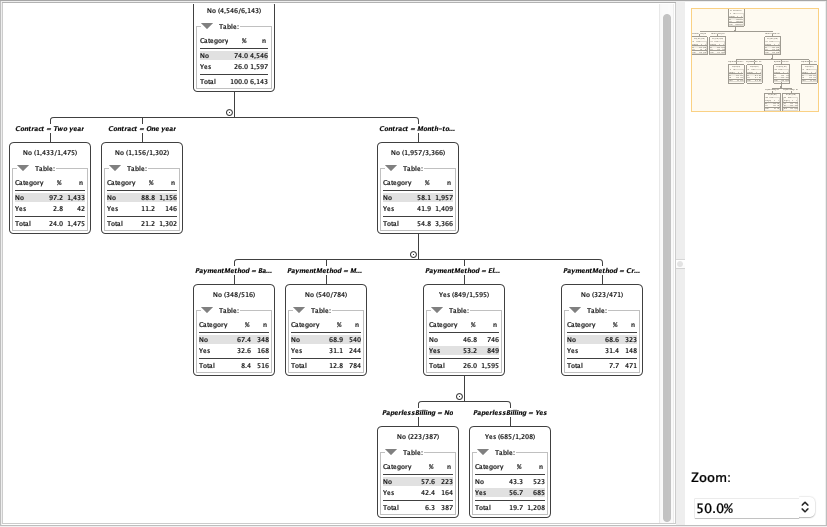 No (4,546/6,143)
Table:
Category % n
No 74.0 4,546
Yes 26.0 1,597
Total 100.0 6,143
Contract = Two year
Contract = One year
Contract = Month-to...
No (1,433/1,475)
Table:
Category % n
No 97.2 1,433
Yes 2.8 42
Total 24.0 1,475
No (1,156/1,302)
Table:
Category % n
No 88.8 1,156
Yes 11.2 146
Total 21.2 1,302
No (1,957/3,366)
Table:
Category % n
No 58.1 1,957
Yes 41.9 1,409
Total 54.8 3,366
PaymentMethod = Ba...
PaymentMethod = M...
PaymentMethod = El...
PaymentMethod = Cr...
No (348/516)
Table:
Category % n
No 67.4 348
Yes 32.6 168
Total 8.4 516
No (540/784)
Table:
Category % n
No 68.9 540
Yes 31.1 244
Total 12.8 784
Yes (849/1,595)
Table:
Category % n
No 46.8 746
Yes 53.2 849
Total 26.0 1,595
No (323/471)
Table:
Category % n
No 68.6 323
Yes 31.4 148
Total 7.7 471
PaperlessBilling = No
PaperlessBilling = Yes
No (223/387)
Table:
Category % n
No 57.6 223
Yes 42.4 164
Total 6.3 387
Yes (685/1,208)
Table:
Category % n
No 43.3 523
Yes 56.7 685
Total 19.7 1,208
Zoom:
50.0%